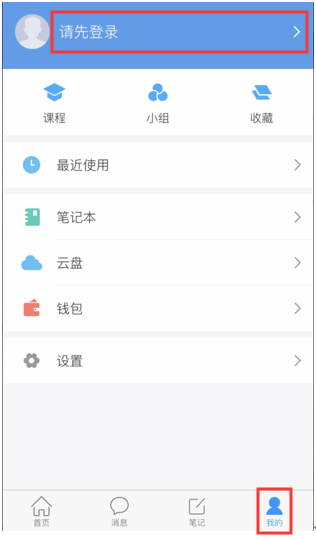 请先登录
课程 小组 收藏
最近使用
笔记本
云盘
钱包
设置
首页 消息 笔记 我的